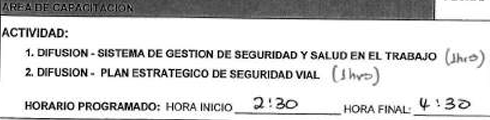 AREA DE CAPACITACION
ACTIVIDAD:
1. DIFUSION - SISTEMA DE GESTION DE SEGURIDAD Y SALUD EN EL TRABAJO (1hrs)
2. DIFUSION - PLAN ESTRATEGICO DE SEGURIDAD VIAL (1hrs)
HORARIO PROGRAMADO: HORA INICIO 2:30 HORA FINAL: 4:30